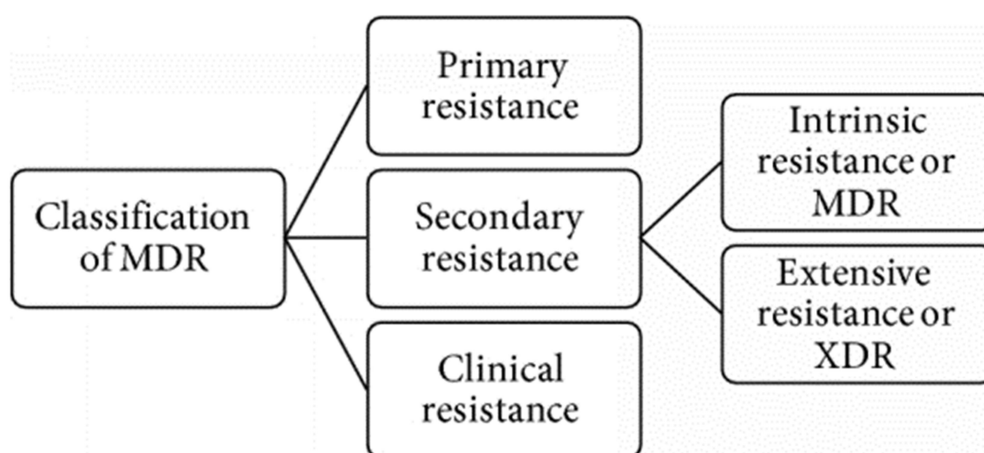 Classification
of MDR
Primary
resistance
Secondary
resistance
Clinical
resistance
Intrinsic
resistance or
MDR
Extensive
resistance or
XDR